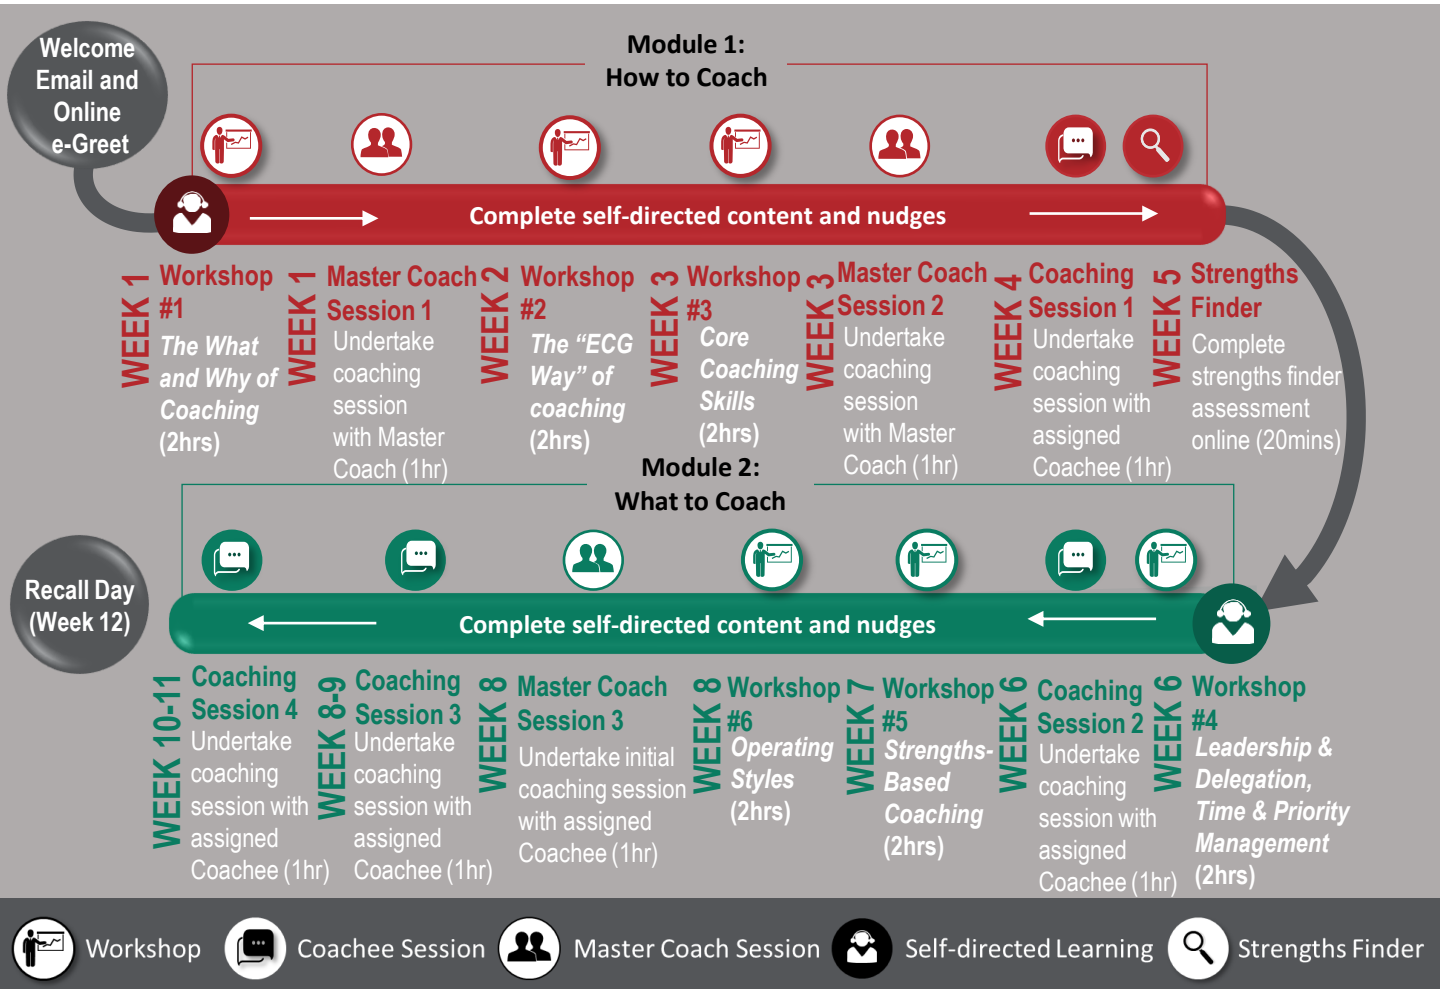 Welcome
Email and
Online
e-Greet
Module 1:
How to Coach
Complete self-directed content and nudges
WEEK 1
Workshop
#1
The What
and Why of
Coaching
(2hrs)
WEEK 1
Master Coach
Session 1
Undertake
coaching
session
with Master
Coach (1hr)
WEEK 2
Workshop
#2
The “ECG
Way” of
coaching
(2hrs)
WEEK 3
Workshop
#3
Core
Coaching
Skills
(2hrs)
WEEK 3
Master Coach
Session 2
Undertake
coaching
session
with Master
Coach (1hr)
WEEK 4
Coaching
Session 1
Undertake
coaching
session with
assigned
Coachee (1hr)
WEEK 5
Strengths
Finder
Complete
strengths finder
assessment
online (20mins)
Module 2:
What to Coach
Recall Day
(Week 12)
Complete self-directed content and nudges
WEEK 10-11
Coaching
Session 4
Undertake
coaching
session with
assigned
Coachee (1hr)
WEEK 8-9
Coaching
Session 3
Undertake
coaching
session with
assigned
Coachee (1hr)
WEEK 8
Master Coach
Session 3
Undertake initial
coaching session
with assigned
Coachee (1hr)
WEEK 8
Workshop
#6
Operating
Styles
(2hrs)
WEEK 7
Workshop
#5
Strengths-
Based
Coaching
(2hrs)
WEEK 6
Coaching
Session 2
Undertake
coaching
session with
assigned
Coachee (1hr)
WEEK 6
Workshop
#4
Leadership &
Delegation,
Time & Priority
Management
(2hrs)
Workshop
Coachee Session
Master Coach Session
Self-directed Learning
Strengths Finder